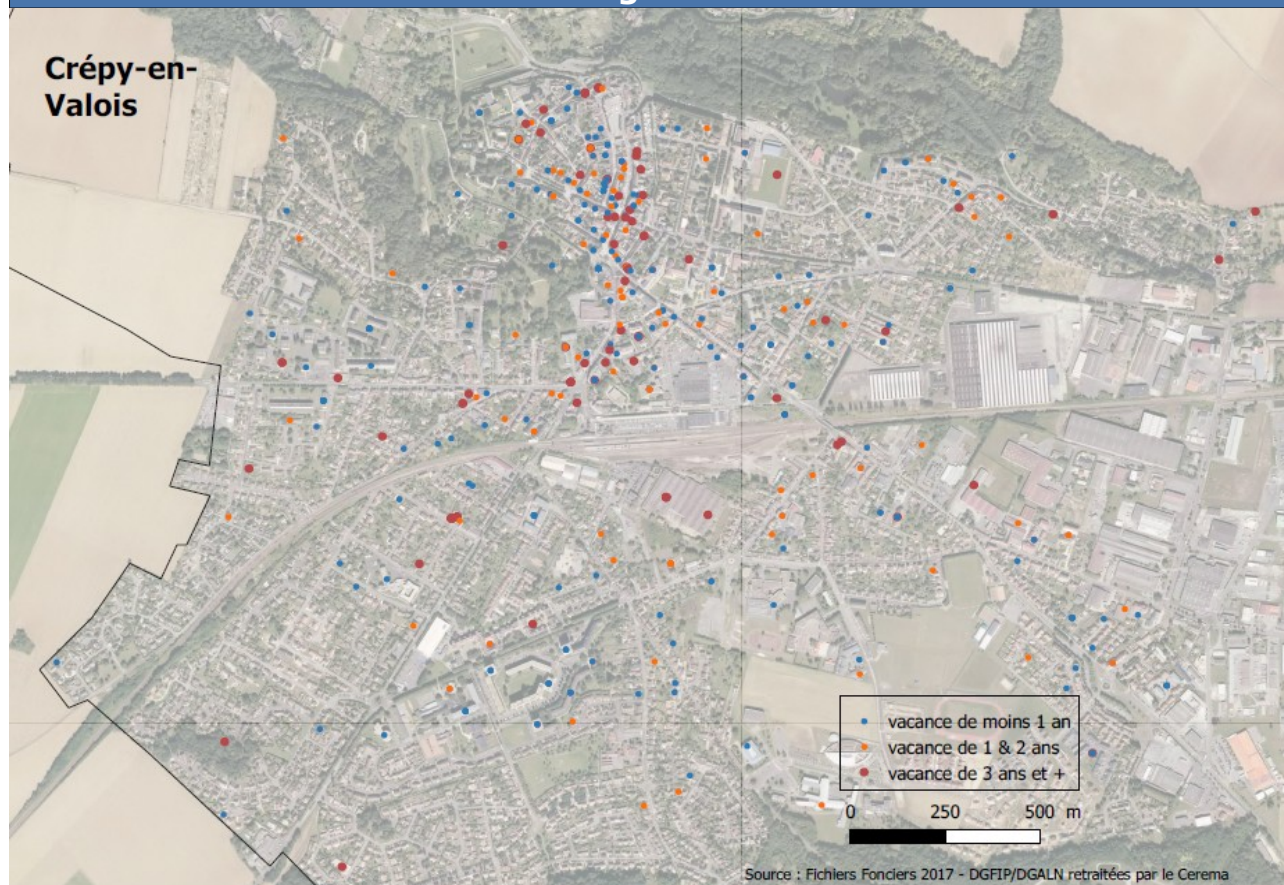 Crépy-en-
Valois
vacance de moins 1 an
vacance de 1 & 2 ans
vacance de 3 ans et +
0 250 500 m
Source : Fichiers Fonciers 2017 - DGFIP/DGALN retraitées par le Cerema